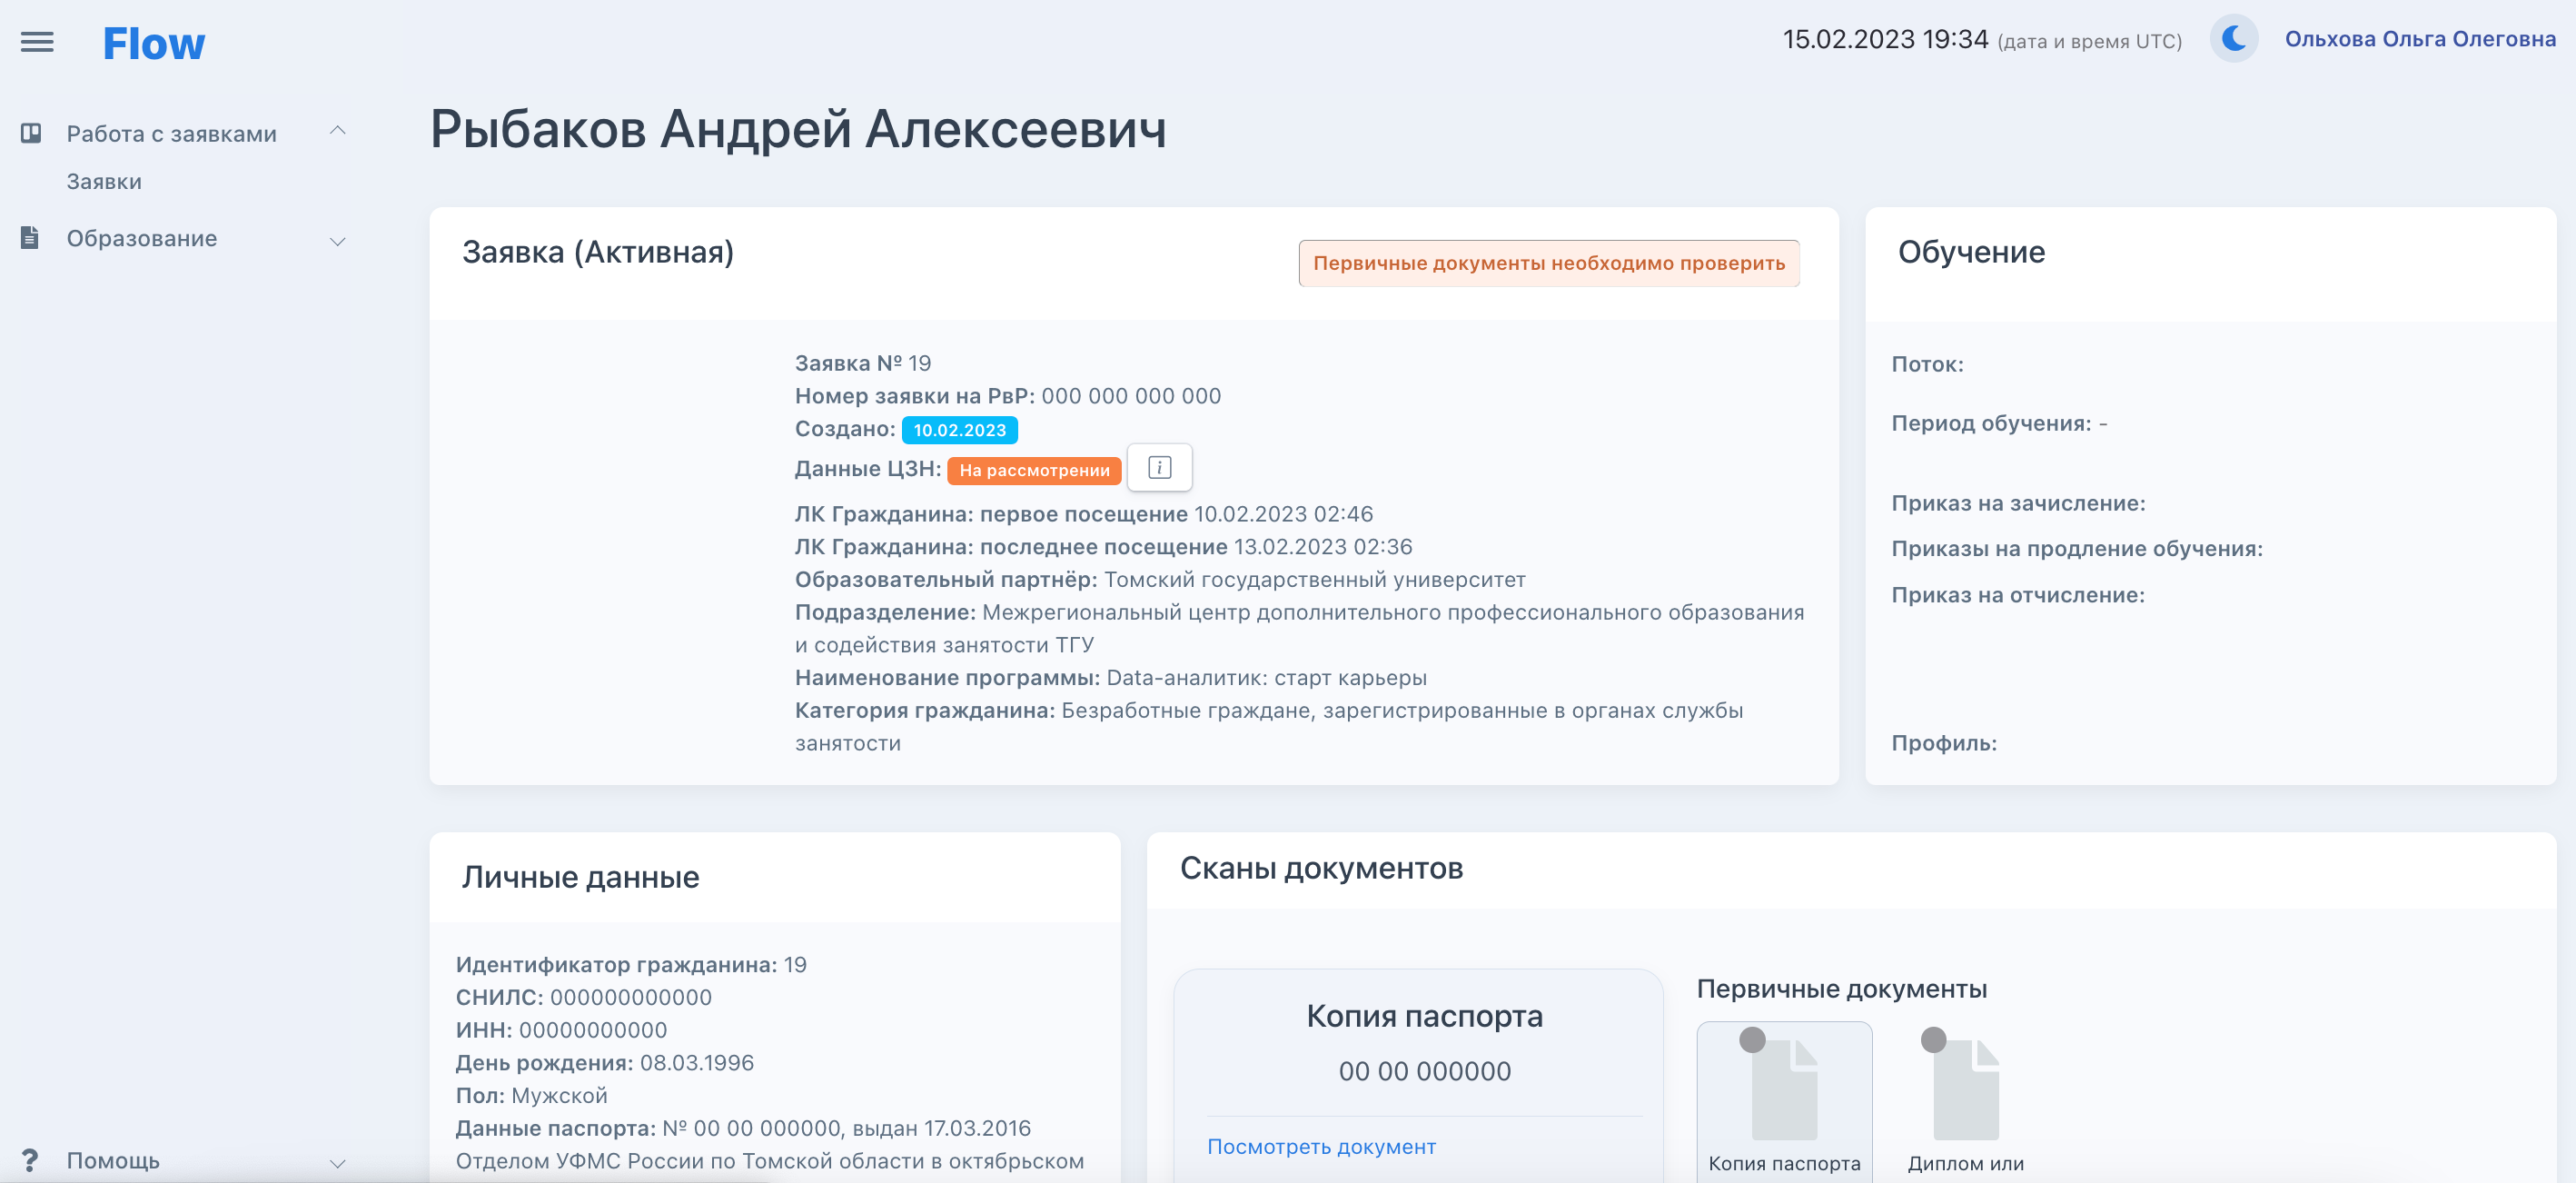 Flow
15.02.2023 19:34 (дата и время UTC)
Ольхова Ольга Олеговна
Работа с заявками
Заявки
Образование
Помощь
Рыбаков Андрей Алексеевич
Заявка (Активная)
Первичные документы необходимо проверить
Заявка № 19
Номер заявки на РвР: 000 000 000 000
Создано: 10.02.2023
Данные ЦЗН: На рассмотрении
ЛК Гражданина: первое посещение 10.02.2023 02:46
ЛК Гражданина: последнее посещение 13.02.2023 02:36
Образовательный партнёр: Томский государственный университет
Подразделение: Межрегиональный центр дополнительного профессионального образования
и содействия занятости ТГУ
Наименование программы: Data-аналитик: старт карьеры
Категория гражданина: Безработные граждане, зарегистрированные в органах службы
занятости
Обучение
Поток:
Период обучения: -
Приказ на зачисление:
Приказы на продление обучения:
Приказ на отчисление:
Профиль:
Личные данные
Идентификатор гражданина: 19
СНИЛС: 000000000000
ИНН: 00000000000
День рождения: 08.03.1996
Пол: Мужской
Данные паспорта: № 00 00 000000, выдан 17.03.2016
Отделом УФМС России по Томской области в октябрьском
Сканы документов
Копия паспорта
00 00 000000
Посмотреть документ
Первичные документы
Копия паспорта
Диплом или